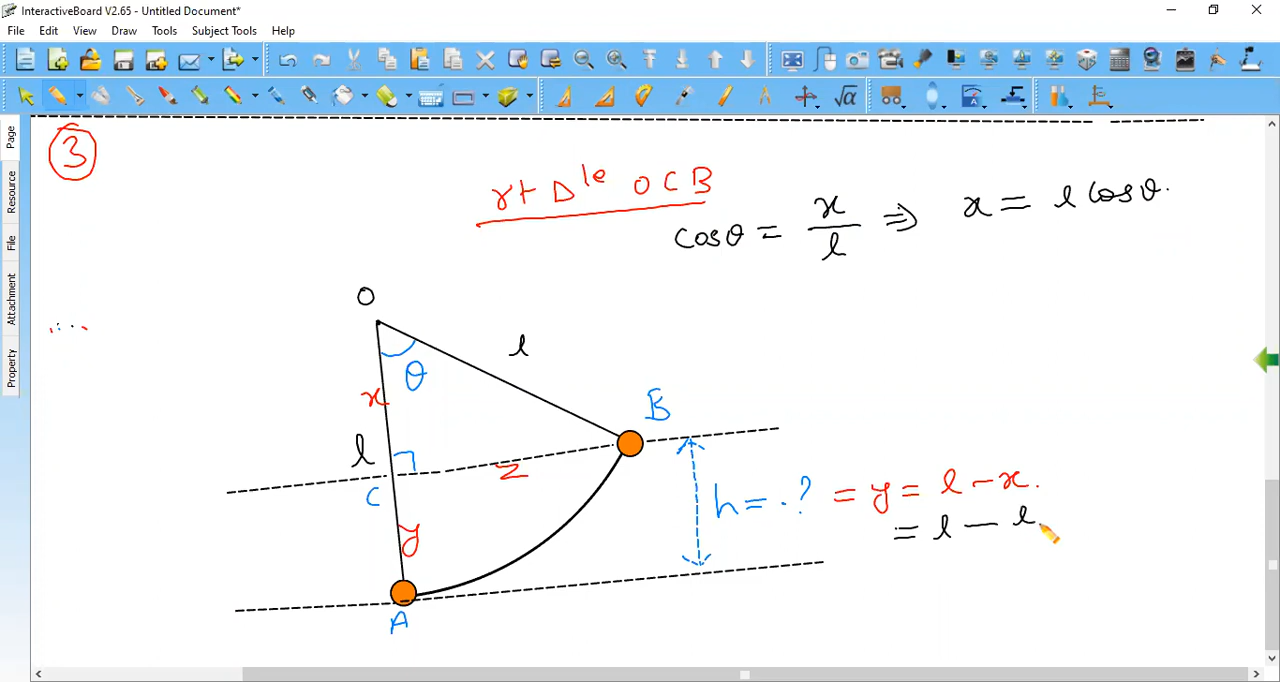 InteractiveBoard V2.65 - Untitled Document*
File Edit View Draw Tools Subject Tools Help
Page
Resource
File
Attachment
Property
3
rt Δle OCB
cosθ = x/l ⇒ x = l cosθ.
O
l
θ
x
B
l
z
C
h = .? = y = l - x.
= l - l
y
A